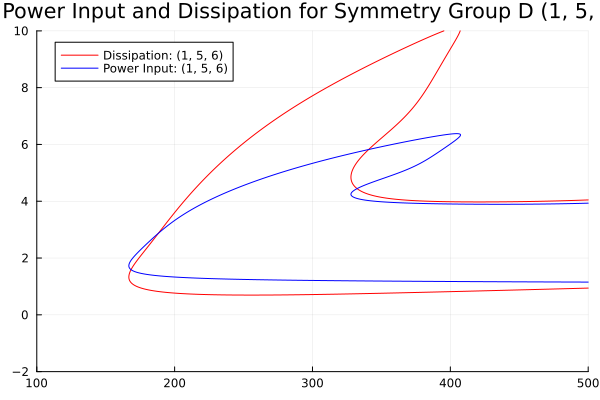 Power Input and Dissipation for Symmetry Group D (1, 5,
10
Dissipation: (1, 5, 6)
Power Input: (1, 5, 6)
8
6
4
2
0
−2
100 200 300 400 500